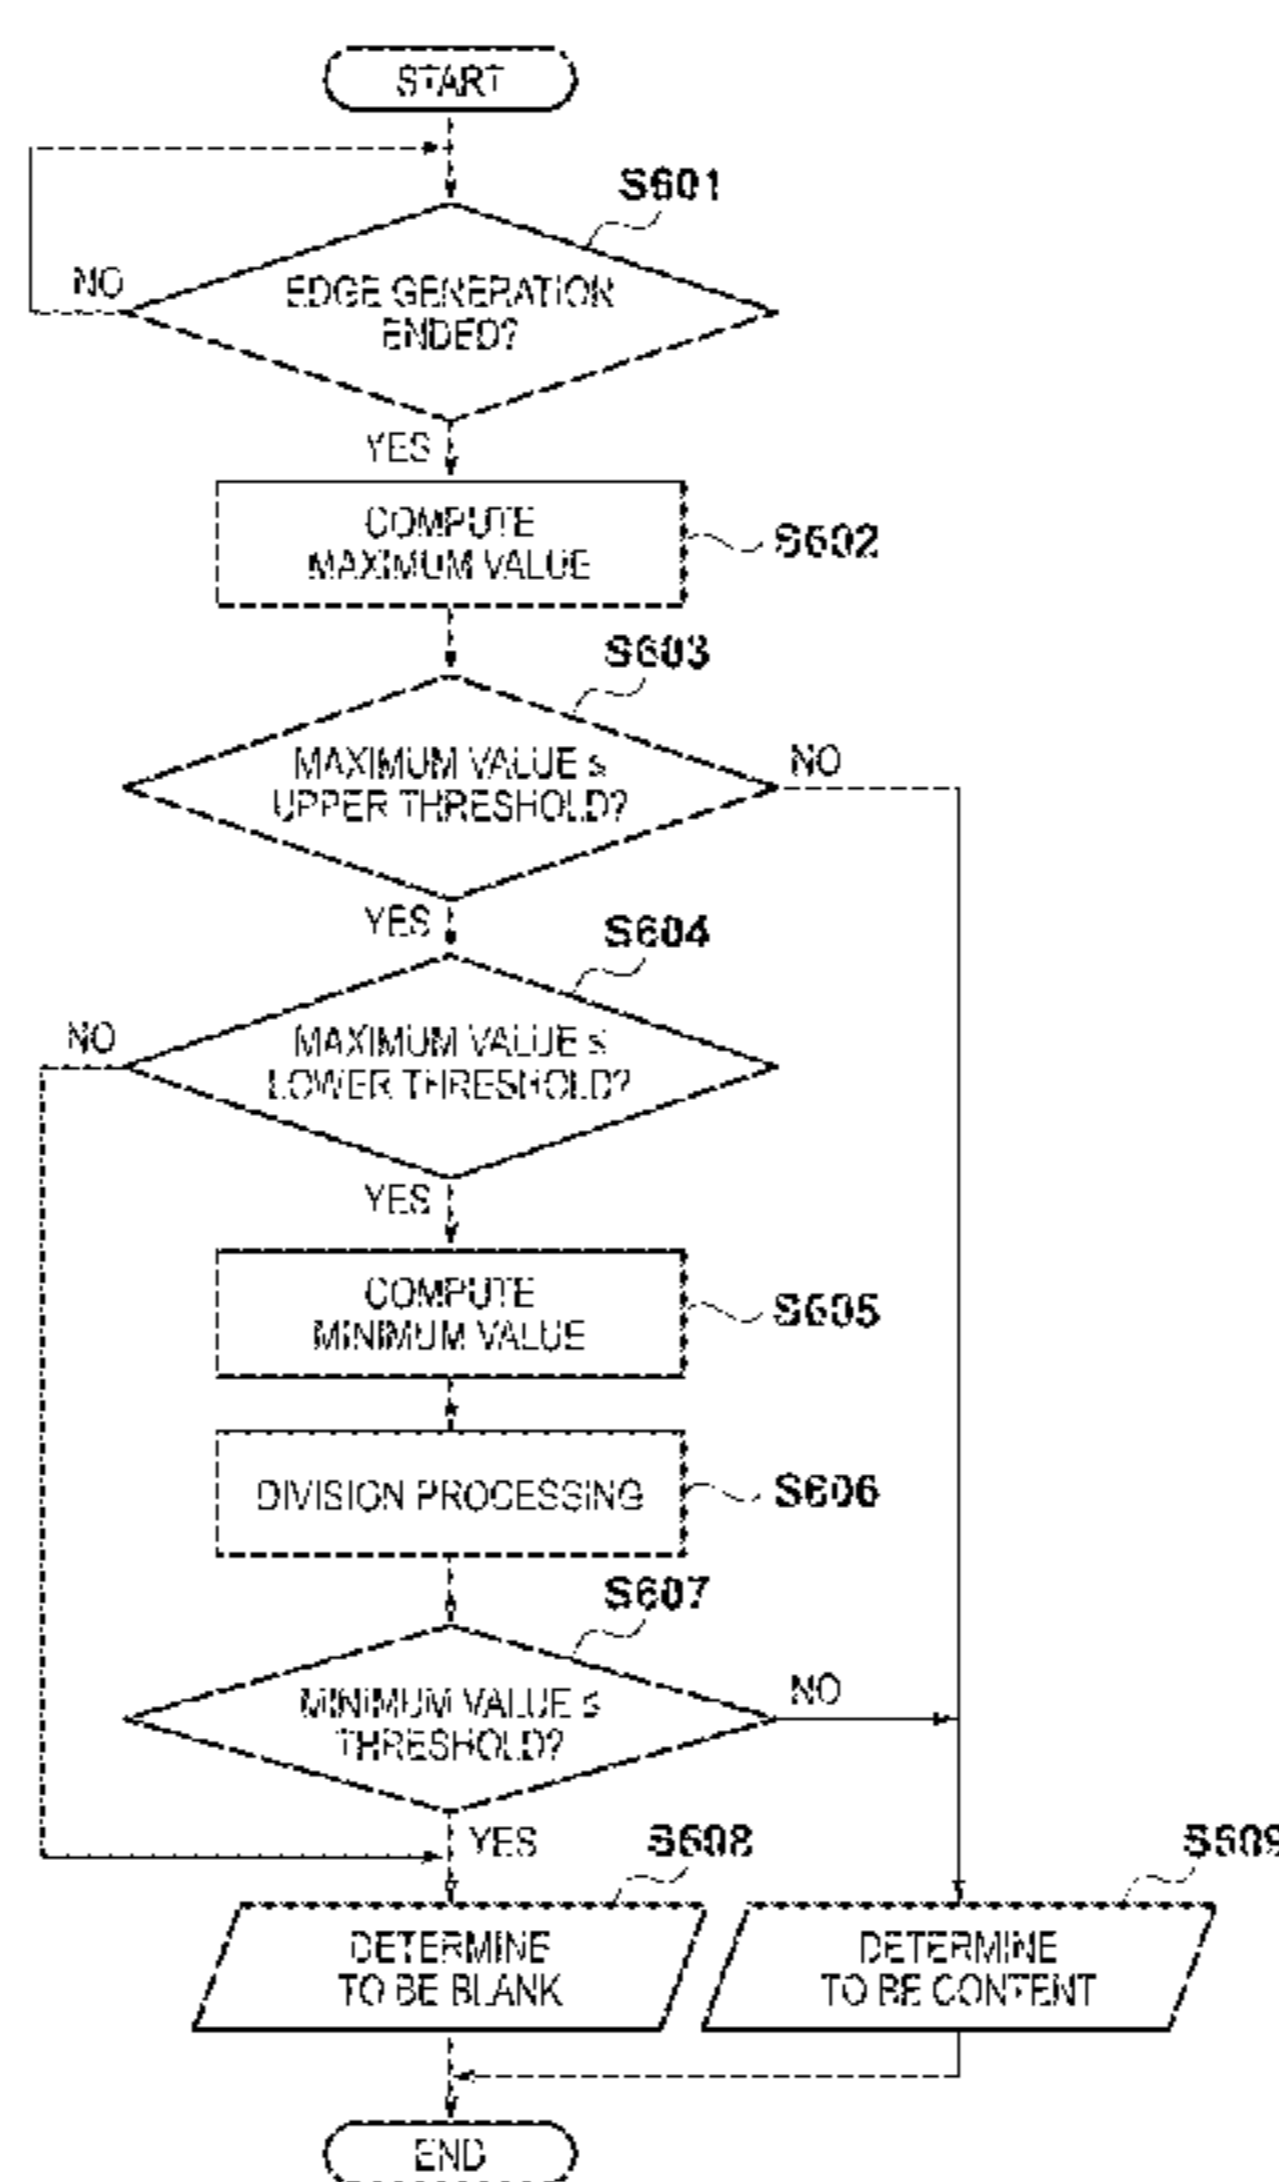 START
S601
NO
EDGE GENERATION
ENDED?
YES
COMPUTE
MAXIMUM VALUE
S602
S603
MAXIMUM VALUE ≤
UPPER THRESHOLD?
NO
YES
S604
NO
MAXIMUM VALUE ≤
LOWER THRESHOLD?
YES
COMPUTE
MINIMUM VALUE
S605
DIVISION PROCESSING
S606
S607
MINIMUM VALUE ≤
THRESHOLD?
NO
YES
S608
S609
DETERMINE
TO BE BLANK
DETERMINE
TO BE CONTENT
END